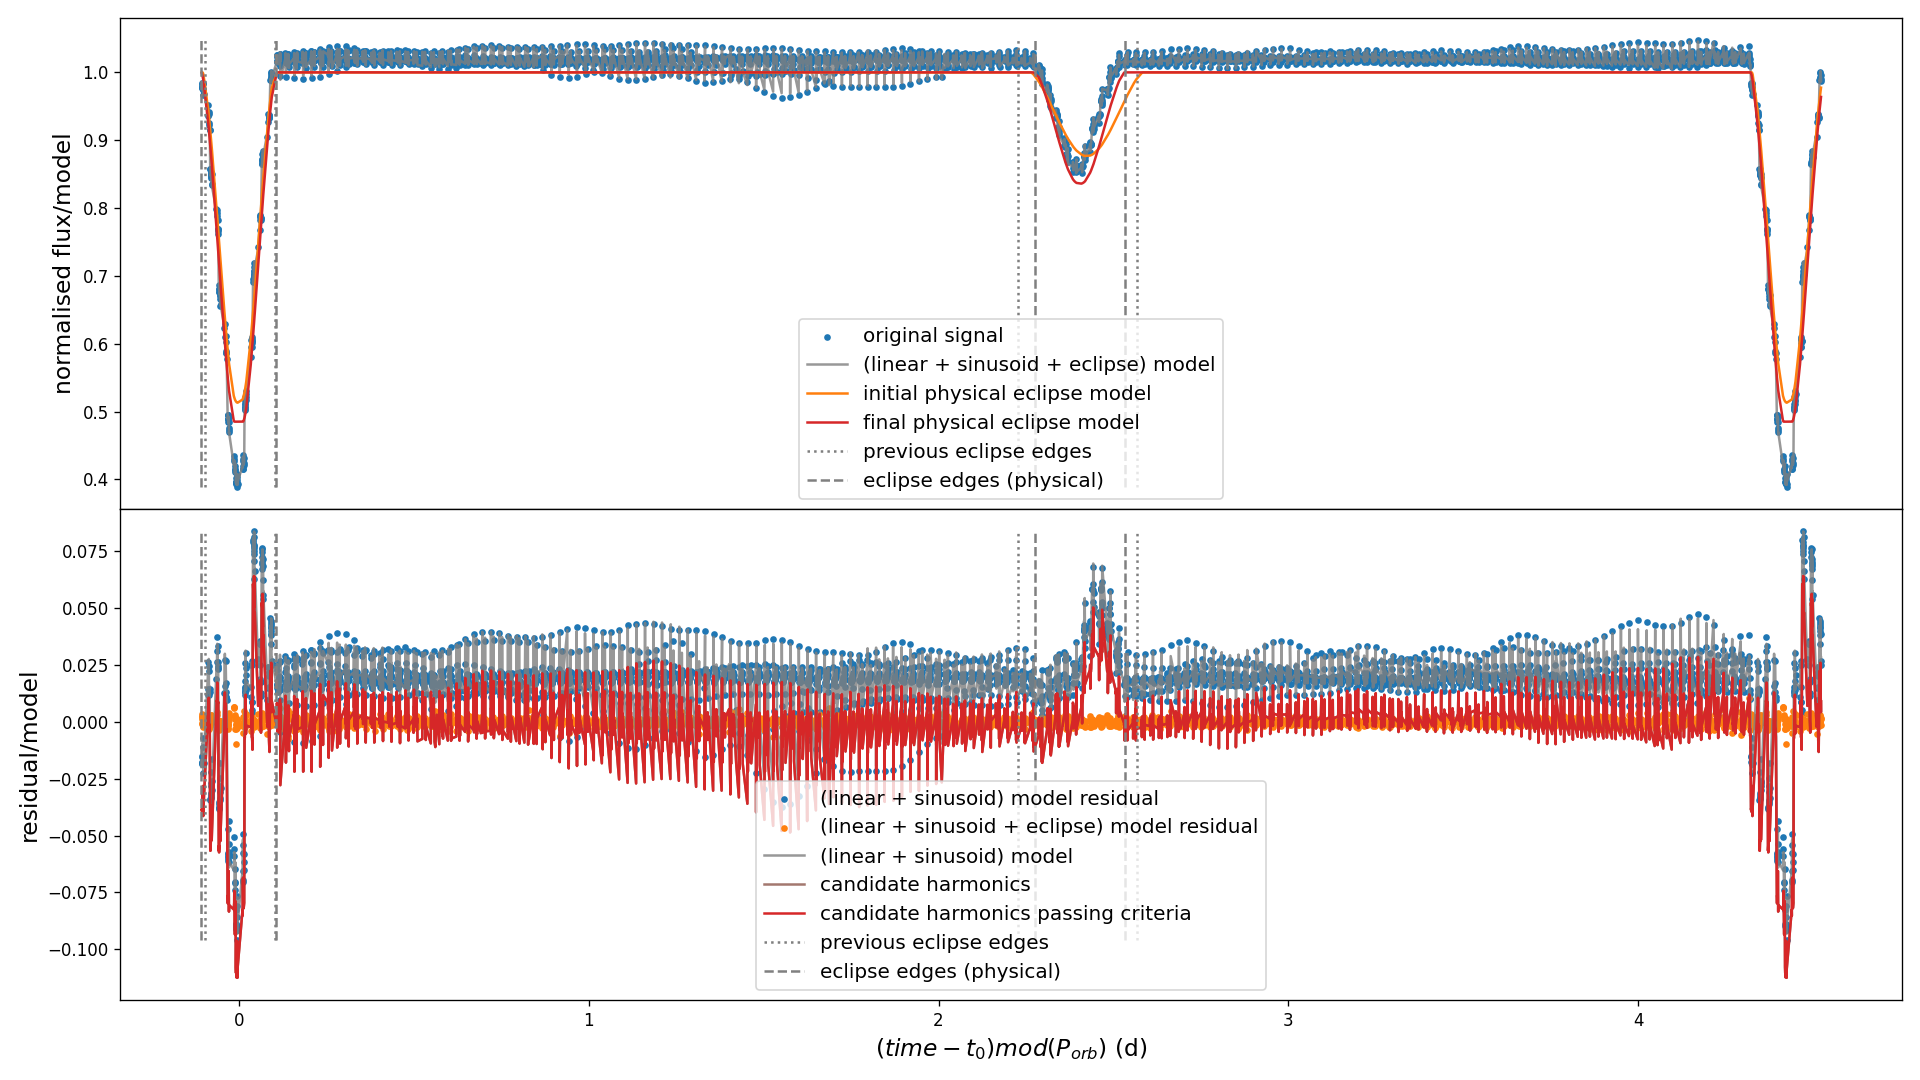 normalised flux/model
1.0
0.9
0.8
0.7
0.6
0.5
0.4
original signal
(linear + sinusoid + eclipse) model
initial physical eclipse model
final physical eclipse model
previous eclipse edges
eclipse edges (physical)
residual/model
0.075
0.050
0.025
0.000
−0.025
−0.050
−0.075
−0.100
(linear + sinusoid) model residual
(linear + sinusoid + eclipse) model residual
(linear + sinusoid) model
candidate harmonics
candidate harmonics passing criteria
previous eclipse edges
eclipse edges (physical)
0 1 2 3 4
(time − t₀)mod(Pₒᵣb) (d)